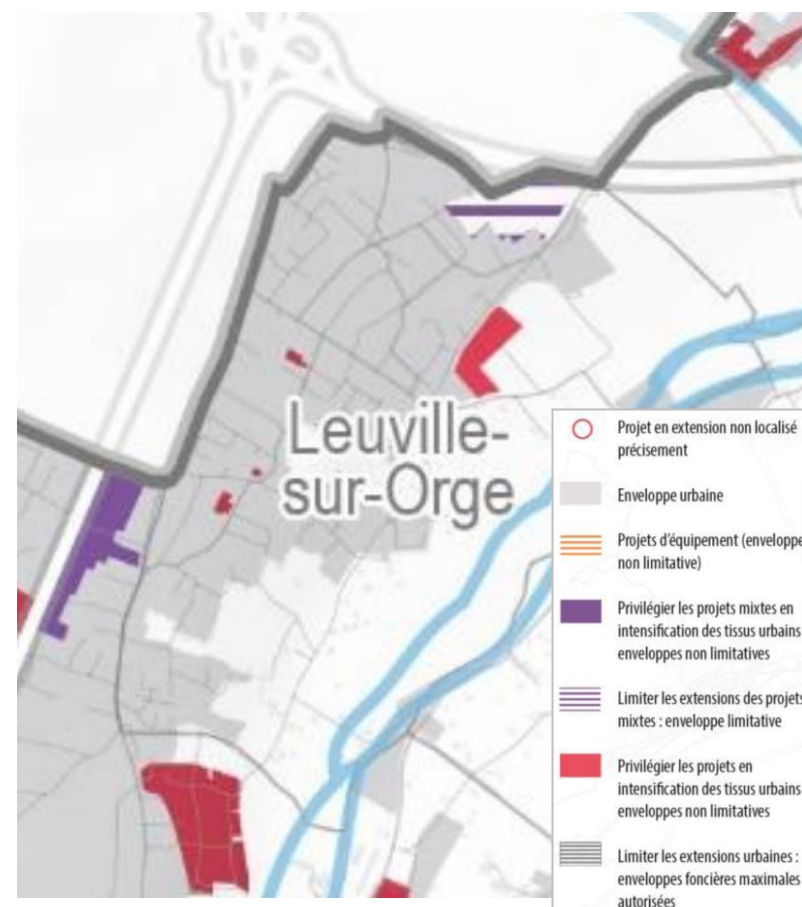 Leuville-
sur-Orge
Projet en extension non localisé
précisement
Enveloppe urbaine
Projets d'équipement (enveloppe
non limitative)
Privilégier les projets mixtes en
intensification des tissus urbains
enveloppes non limitatives
Limiter les extensions des projets
mixtes : enveloppe limitative
Privilégier les projets en
intensification des tissus urbains
enveloppes non limitatives
Limiter les extensions urbaines :
enveloppes foncières maximales
autorisées